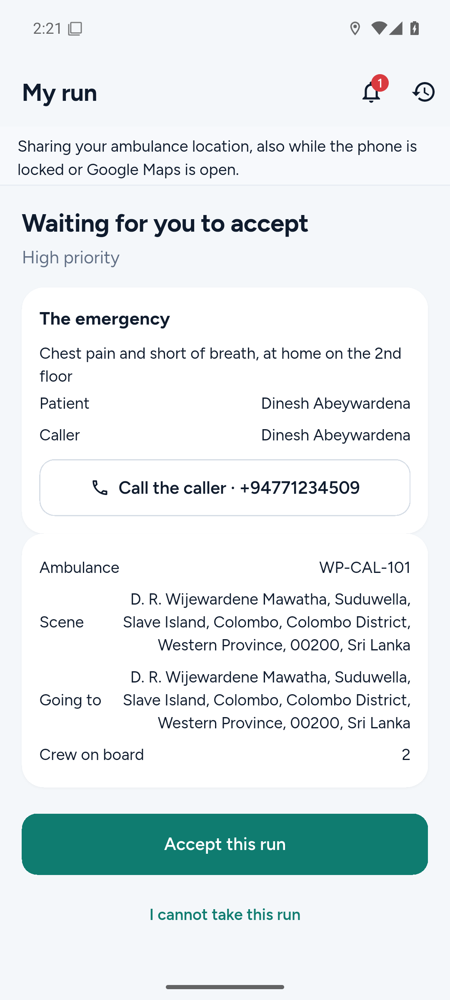 2:21
My run
1
Sharing your ambulance location, also while the phone is
locked or Google Maps is open.
Waiting for you to accept
High priority
The emergency
Chest pain and short of breath, at home on the 2nd
floor
Patient Dinesh Abeywardena
Caller Dinesh Abeywardena
Call the caller · +94771234509
Ambulance WP-CAL-101
Scene D. R. Wijewardene Mawatha, Suduwella,
Slave Island, Colombo, Colombo District,
Western Province, 00200, Sri Lanka
Going to D. R. Wijewardene Mawatha, Suduwella,
Slave Island, Colombo, Colombo District,
Western Province, 00200, Sri Lanka
Crew on board 2
Accept this run
I cannot take this run